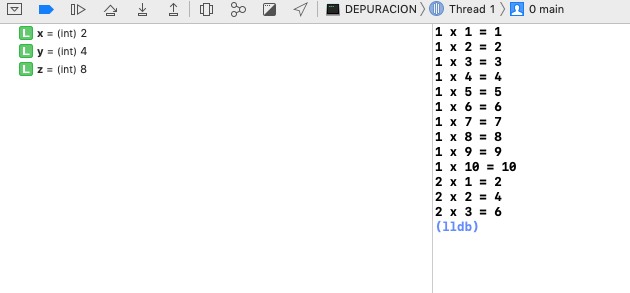 DEPURACION Thread 1 0 main
L x = (int) 2
L y = (int) 4
L z = (int) 8
1 x 1 = 1
1 x 2 = 2
1 x 3 = 3
1 x 4 = 4
1 x 5 = 5
1 x 6 = 6
1 x 7 = 7
1 x 8 = 8
1 x 9 = 9
1 x 10 = 10
2 x 1 = 2
2 x 2 = 4
2 x 3 = 6
(lldb)